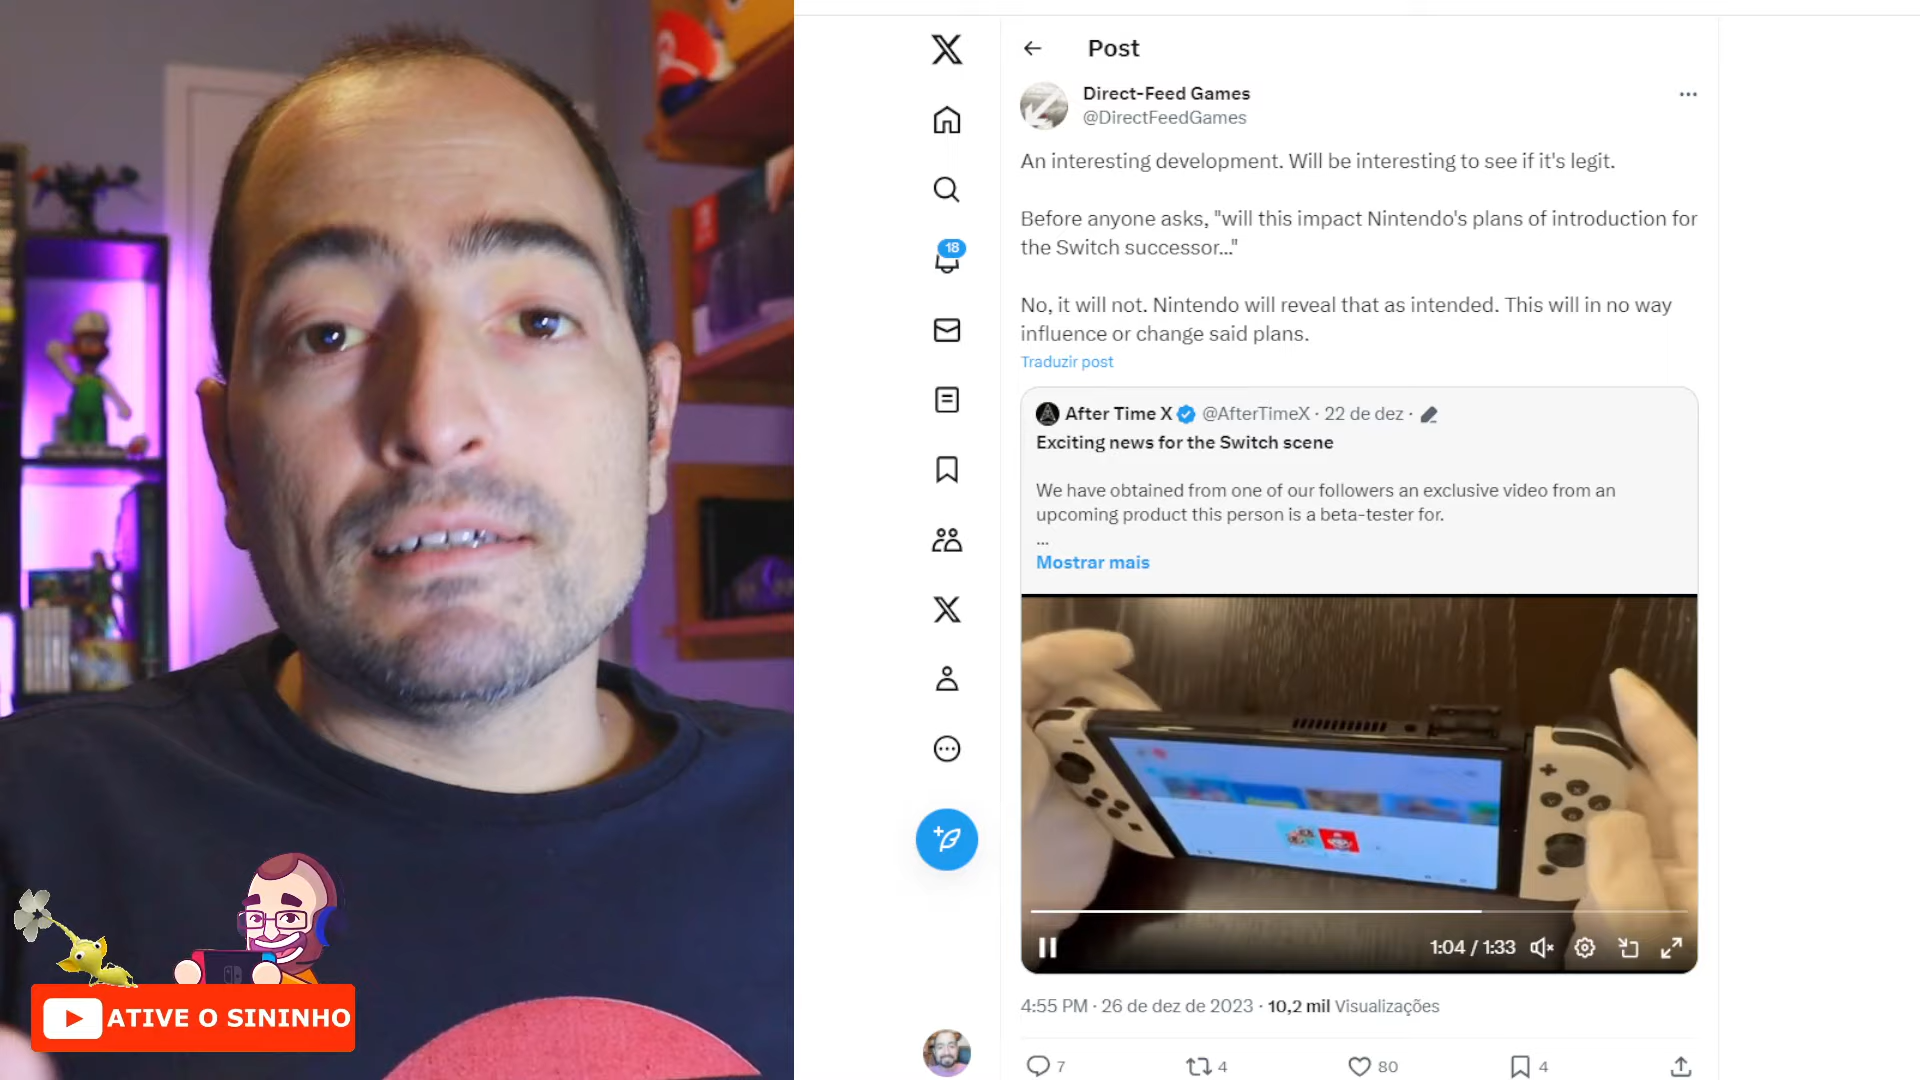 Post
Direct-Feed Games
@DirectFeedGames
An interesting development. Will be interesting to see if it's legit.
Before anyone asks, "will this impact Nintendo's plans of introduction for
the Switch successor..."
No, it will not. Nintendo will reveal that as intended. This will in no way
influence or change said plans.
Traduzir post
After Time X @AfterTimeX · 22 de dez ·
Exciting news for the Switch scene
We have obtained from one of our followers an exclusive video from an
upcoming product this person is a beta-tester for.
...
Mostrar mais
1:04 / 1:33
4:55 PM · 26 de dez de 2023 · 10,2 mil Visualizações
7
4
80
4
18
ATIVE O SININHO